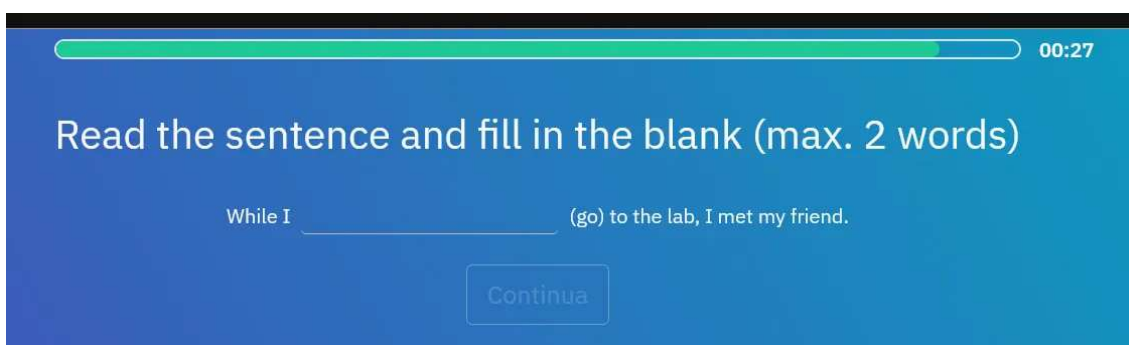 00:27
Read the sentence and fill in the blank (max. 2 words)
While I (go) to the lab, I met my friend.
Continua